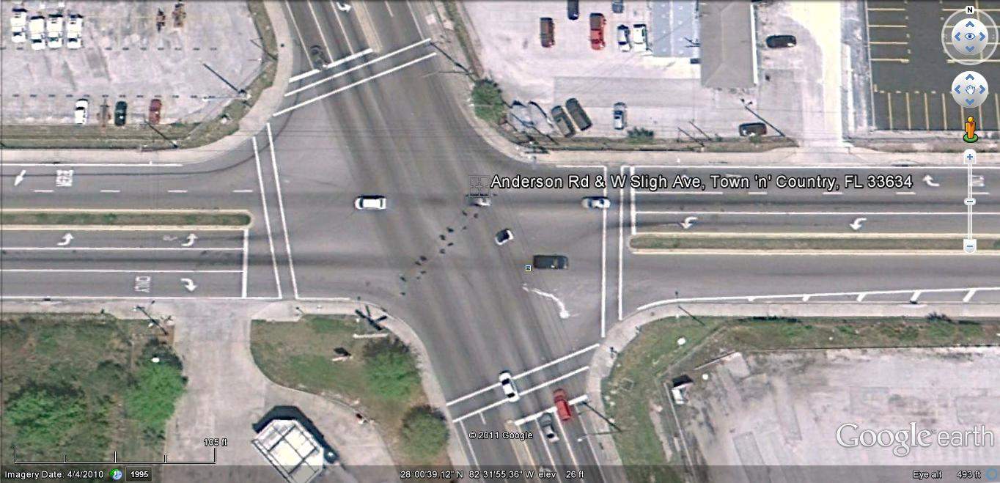 N
MERGE
Anderson Rd & W Sligh Ave, Town 'n' Country, FL 33634
ONLY
© 2011 Google
105 ft
Google earth
Imagery Date: 4/4/2010 1995 28°00'39.12" N 82°31'55.36" W elev 26 ft Eye alt 493 ft